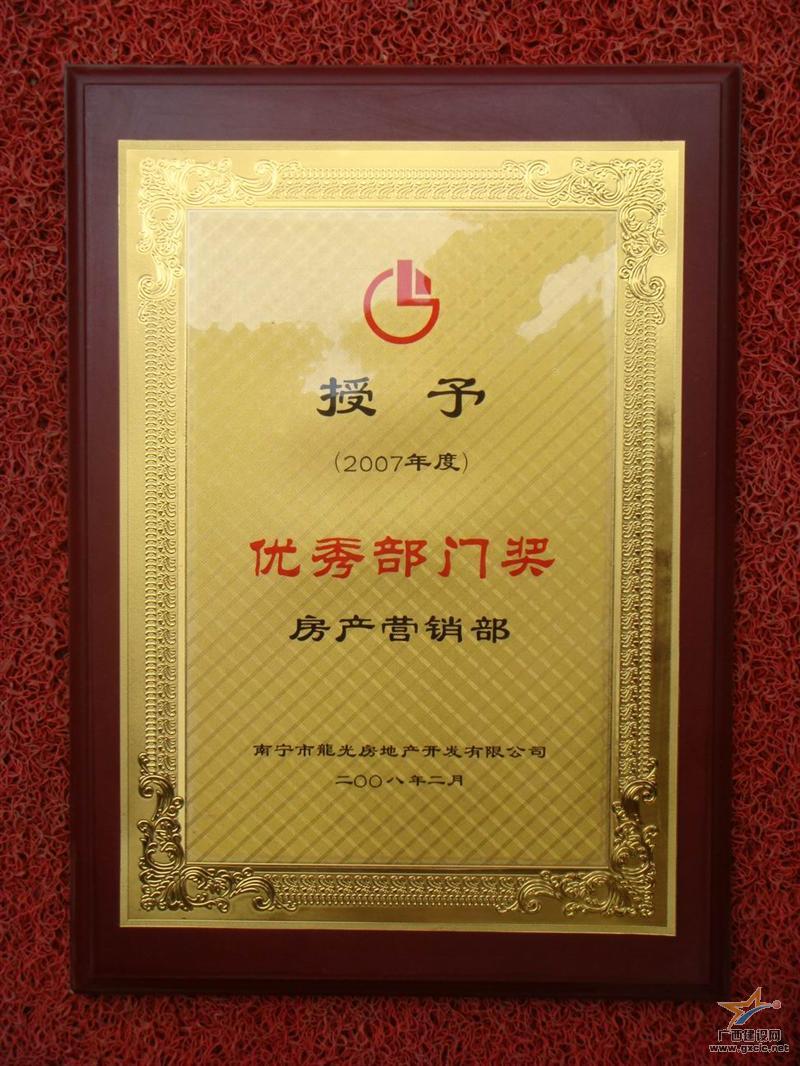 授 予
(2007年度)
优秀部门奖
房产营销部
南宁市龍光房地产开发有限公司
二〇〇八年二月
广西建设网
www.gxcic.net